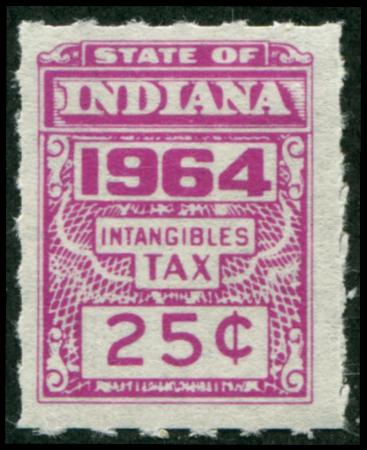 STATE OF
INDIANA
1964
INTANGIBLES
TAX
25¢